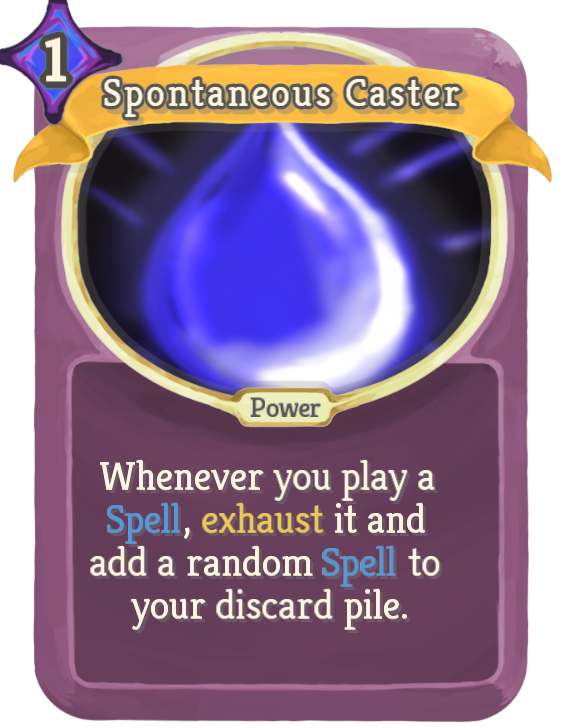 1
Spontaneous Caster
Power
Whenever you play a
Spell, exhaust it and
add a random Spell to
your discard pile.